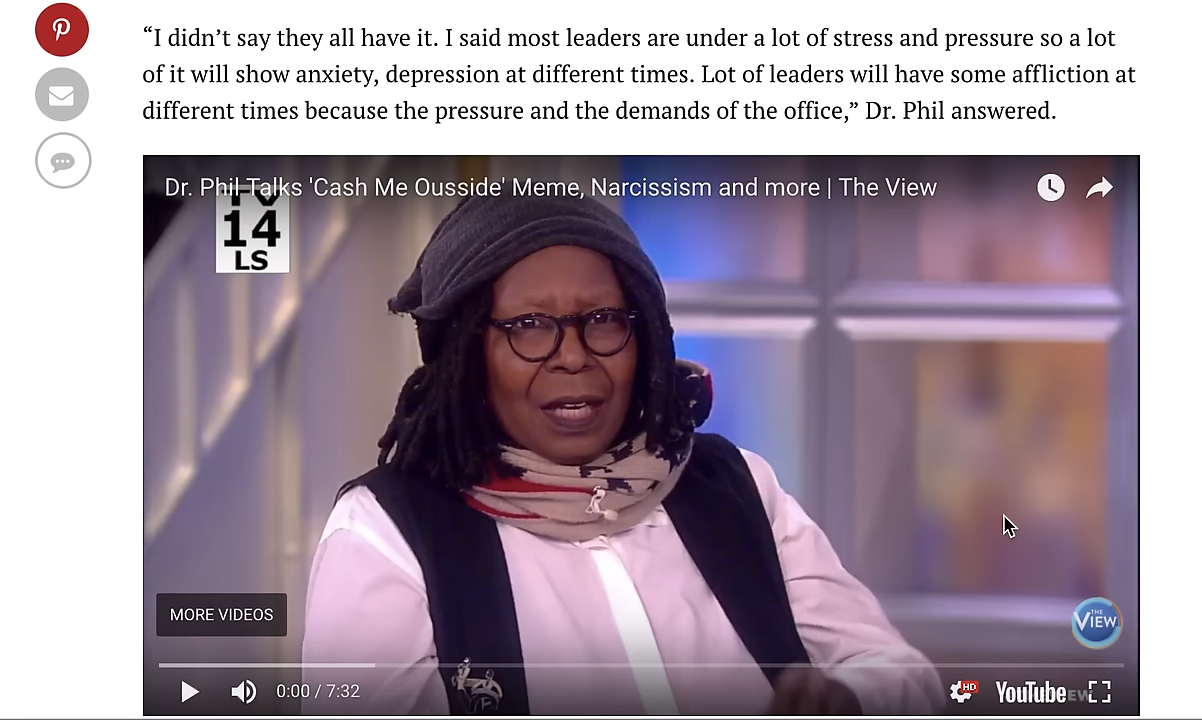 “I didn’t say they all have it. I said most leaders are under a lot of stress and pressure so a lot
of it will show anxiety, depression at different times. Lot of leaders will have some affliction at
different times because the pressure and the demands of the office,” Dr. Phil answered.
Dr. Phil Talks 'Cash Me Ousside' Meme, Narcissism and more | The View
TV
14
LS
MORE VIDEOS
THE
VIEW
0:00 / 7:32
HD
YouTube